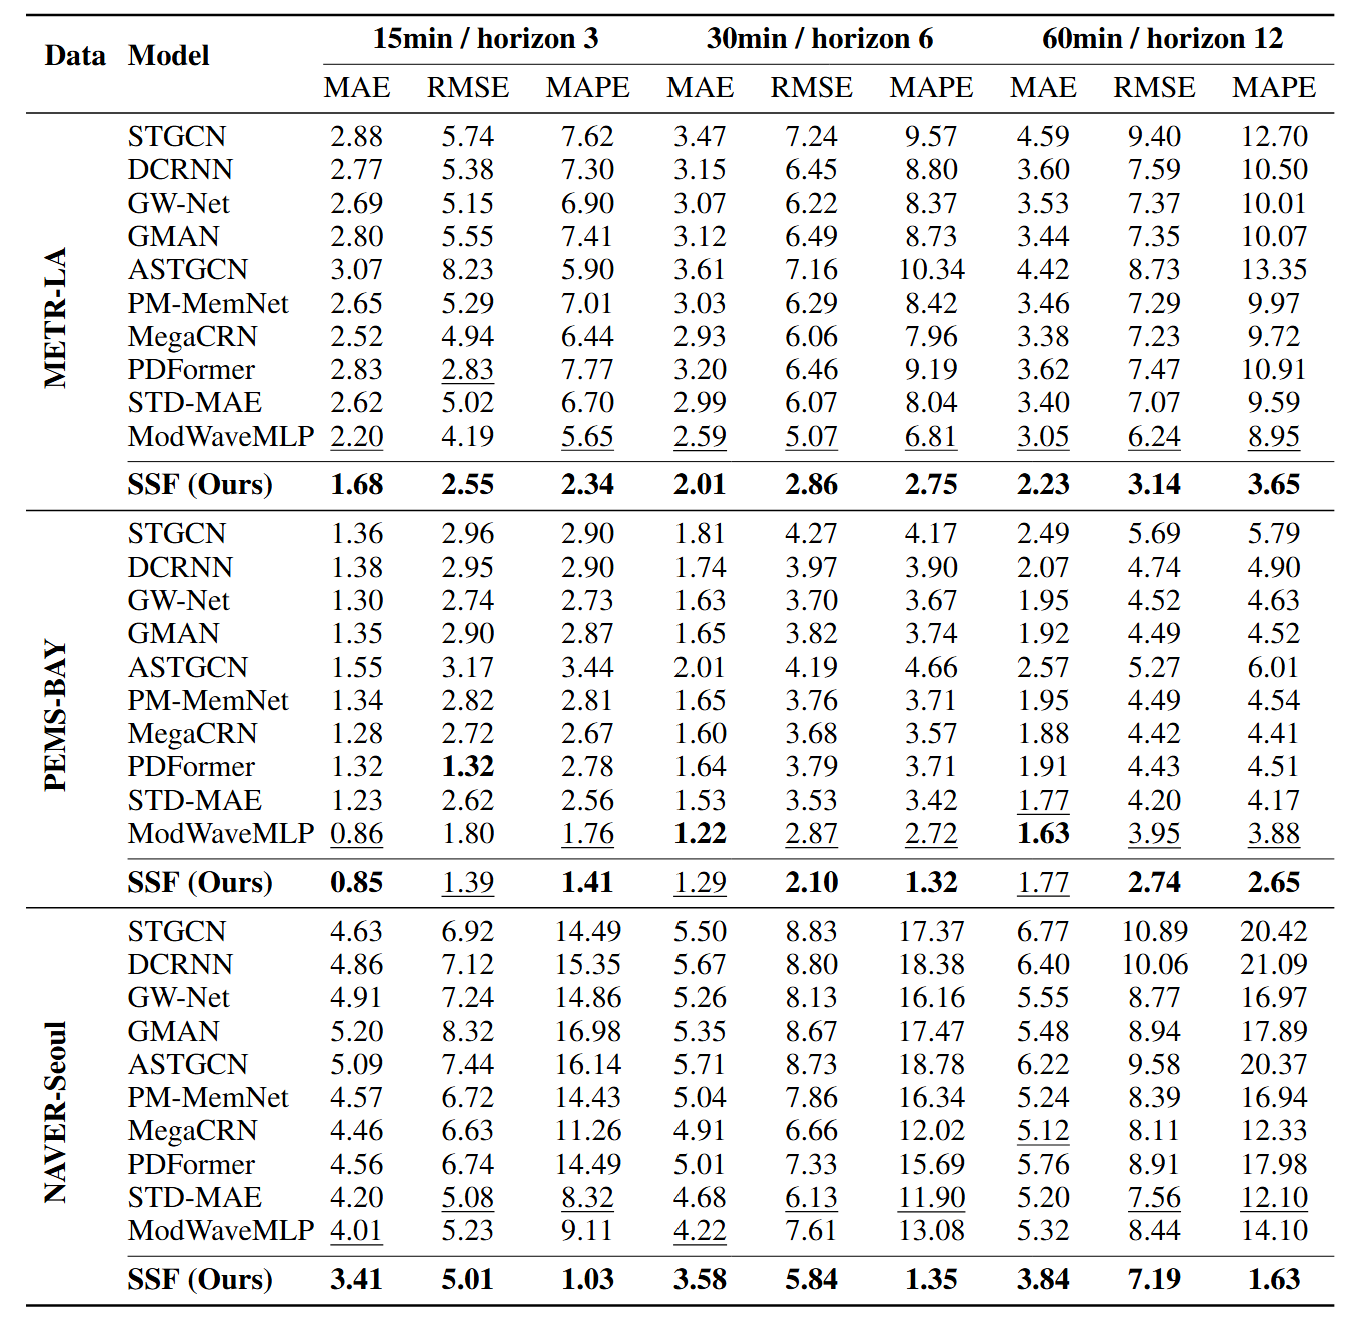 Data Model 15min / horizon 3 30min / horizon 6 60min / horizon 12
MAE RMSE MAPE MAE RMSE MAPE MAE RMSE MAPE
METR-LA
STGCN 2.88 5.74 7.62 3.47 7.24 9.57 4.59 9.40 12.70
DCRNN 2.77 5.38 7.30 3.15 6.45 8.80 3.60 7.59 10.50
GW-Net 2.69 5.15 6.90 3.07 6.22 8.37 3.53 7.37 10.01
GMAN 2.80 5.55 7.41 3.12 6.49 8.73 3.44 7.35 10.07
ASTGCN 3.07 8.23 5.90 3.61 7.16 10.34 4.42 8.73 13.35
PM-MemNet 2.65 5.29 7.01 3.03 6.29 8.42 3.46 7.29 9.97
MegaCRN 2.52 4.94 6.44 2.93 6.06 7.96 3.38 7.23 9.72
PDFormer 2.83 2.83 7.77 3.20 6.46 9.19 3.62 7.47 10.91
STD-MAE 2.62 5.02 6.70 2.99 6.07 8.04 3.40 7.07 9.59
ModWaveMLP 2.20 4.19 5.65 2.59 5.07 6.81 3.05 6.24 8.95
SSF (Ours) 1.68 2.55 2.34 2.01 2.86 2.75 2.23 3.14 3.65
PEMS-BAY
STGCN 1.36 2.96 2.90 1.81 4.27 4.17 2.49 5.69 5.79
DCRNN 1.38 2.95 2.90 1.74 3.97 3.90 2.07 4.74 4.90
GW-Net 1.30 2.74 2.73 1.63 3.70 3.67 1.95 4.52 4.63
GMAN 1.35 2.90 2.87 1.65 3.82 3.74 1.92 4.49 4.52
ASTGCN 1.55 3.17 3.44 2.01 4.19 4.66 2.57 5.27 6.01
PM-MemNet 1.34 2.82 2.81 1.65 3.76 3.71 1.95 4.49 4.54
MegaCRN 1.28 2.72 2.67 1.60 3.68 3.57 1.88 4.42 4.41
PDFormer 1.32 1.32 2.78 1.64 3.79 3.71 1.91 4.43 4.51
STD-MAE 1.23 2.62 2.56 1.53 3.53 3.42 1.77 4.20 4.17
ModWaveMLP 0.86 1.80 1.76 1.22 2.87 2.72 1.63 3.95 3.88
SSF (Ours) 0.85 1.39 1.41 1.29 2.10 1.32 1.77 2.74 2.65
NAVER-Seoul
STGCN 4.63 6.92 14.49 5.50 8.83 17.37 6.77 10.89 20.42
DCRNN 4.86 7.12 15.35 5.67 8.80 18.38 6.40 10.06 21.09
GW-Net 4.91 7.24 14.86 5.26 8.13 16.16 5.55 8.77 16.97
GMAN 5.20 8.32 16.98 5.35 8.67 17.47 5.48 8.94 17.89
ASTGCN 5.09 7.44 16.14 5.71 8.73 18.78 6.22 9.58 20.37
PM-MemNet 4.57 6.72 14.43 5.04 7.86 16.34 5.24 8.39 16.94
MegaCRN 4.46 6.63 11.26 4.91 6.66 12.02 5.12 8.11 12.33
PDFormer 4.56 6.74 14.49 5.01 7.33 15.69 5.76 8.91 17.98
STD-MAE 4.20 5.08 8.32 4.68 6.13 11.90 5.20 7.56 12.10
ModWaveMLP 4.01 5.23 9.11 4.22 7.61 13.08 5.32 8.44 14.10
SSF (Ours) 3.41 5.01 1.03 3.58 5.84 1.35 3.84 7.19 1.63